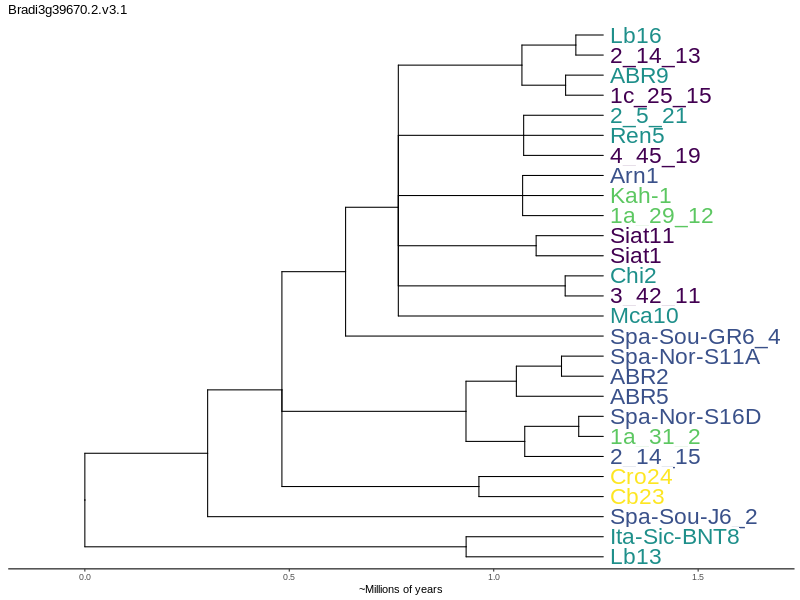 Bradi3g39670.2.v3.1
Lb16
2_14_13
ABR9
1c_25_15
2_5_21
Ren5
4_45_19
Arn1
Kah-1
1a_29_12
Siat11
Siat1
Chi2
3_42_11
Mca10
Spa-Sou-GR6_4
Spa-Nor-S11A
ABR2
ABR5
Spa-Nor-S16D
1a_31_2
2_14_15
Cro24
Cb23
Spa-Sou-J6_2
Ita-Sic-BNT8
Lb13
0.0 0.5 1.0 1.5
~Millions of years